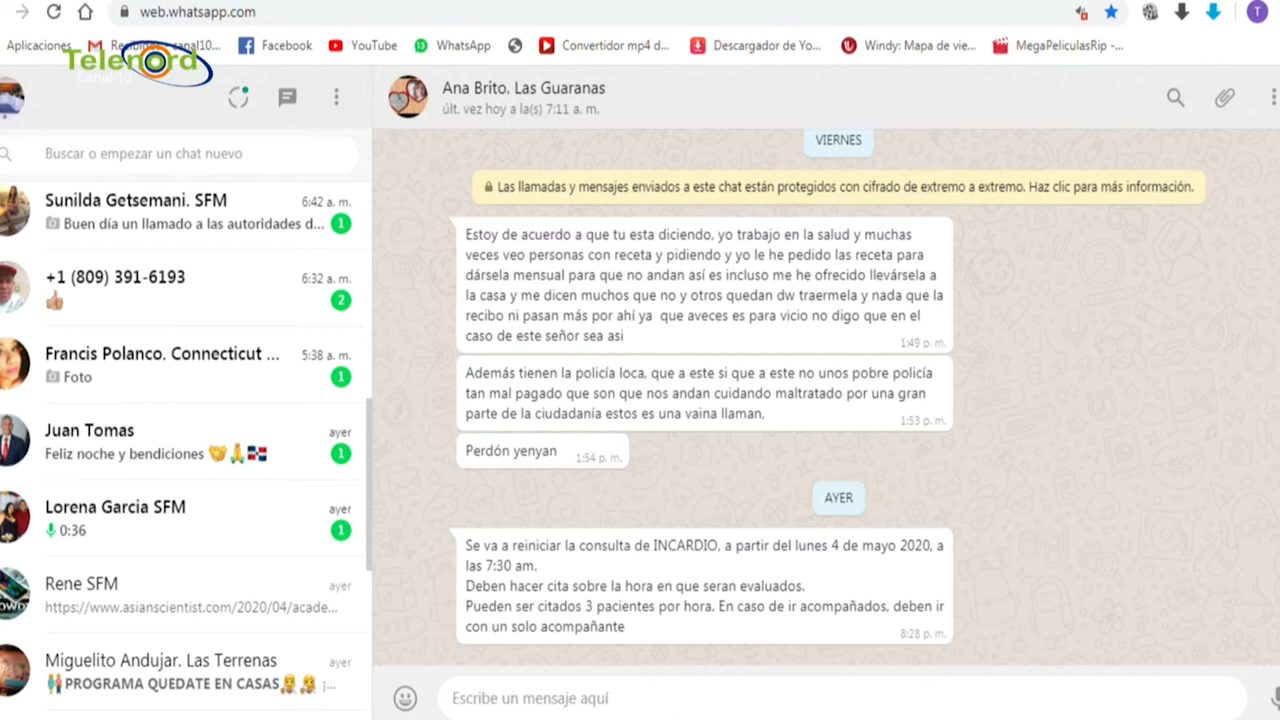 web.whatsapp.com
Aplicaciones
Recibidos - canal10...
Facebook
YouTube
WhatsApp
Convertidor mp4 d...
Descargador de Yo...
Windy: Mapa de vie...
MegaPeliculasRip -...
T
Telenord
Canal 10
Buscar o empezar un chat nuevo
Sunilda Getsemani. SFM
6:42 a. m.
Buen día un llamado a las autoridades d...
1
+1 (809) 391-6193
6:32 a. m.
👍🏼
2
Francis Polanco. Connecticut ...
5:38 a. m.
Foto
1
Juan Tomas
ayer
Feliz noche y bendiciones 🤝🙏🇩🇴
1
Lorena Garcia SFM
ayer
0:36
1
Rene SFM
ayer
https://www.asianscientist.com/2020/04/acade...
Miguelito Andujar. Las Terrenas
ayer
PROGRAMA QUEDATE EN CASAS
Ana Brito. Las Guaranas
últ. vez hoy a la(s) 7:11 a. m.
VIERNES
Las llamadas y mensajes enviados a este chat están protegidos con cifrado de extremo a extremo. Haz clic para más información.
Estoy de acuerdo a que tu esta diciendo, yo trabajo en la salud y muchas
veces veo personas con receta y pidiendo y yo le he pedido las receta para
dársela mensual para que no andan así es incluso me he ofrecido llevársela a
la casa y me dicen muchos que no y otros quedan dw traermela y nada que la
recibo ni pasan más por ahí ya que aveces es para vicio no digo que en el
caso de este señor sea asi
1:49 p. m.
Además tienen la policía loca, que a este si que a este no unos pobre policía
tan mal pagado que son que nos andan cuidando maltratado por una gran
parte de la ciudadanía estos es una vaina llaman,
1:53 p. m.
Perdón yenyan
1:54 p. m.
AYER
Se va a reiniciar la consulta de INCARDIO, a partir del lunes 4 de mayo 2020, a
las 7:30 am.
Deben hacer cita sobre la hora en que seran evaluados.
Pueden ser citados 3 pacientes por hora. En caso de ir acompañados, deben ir
con un solo acompañante
8:28 p. m.
Escribe un mensaje aquí